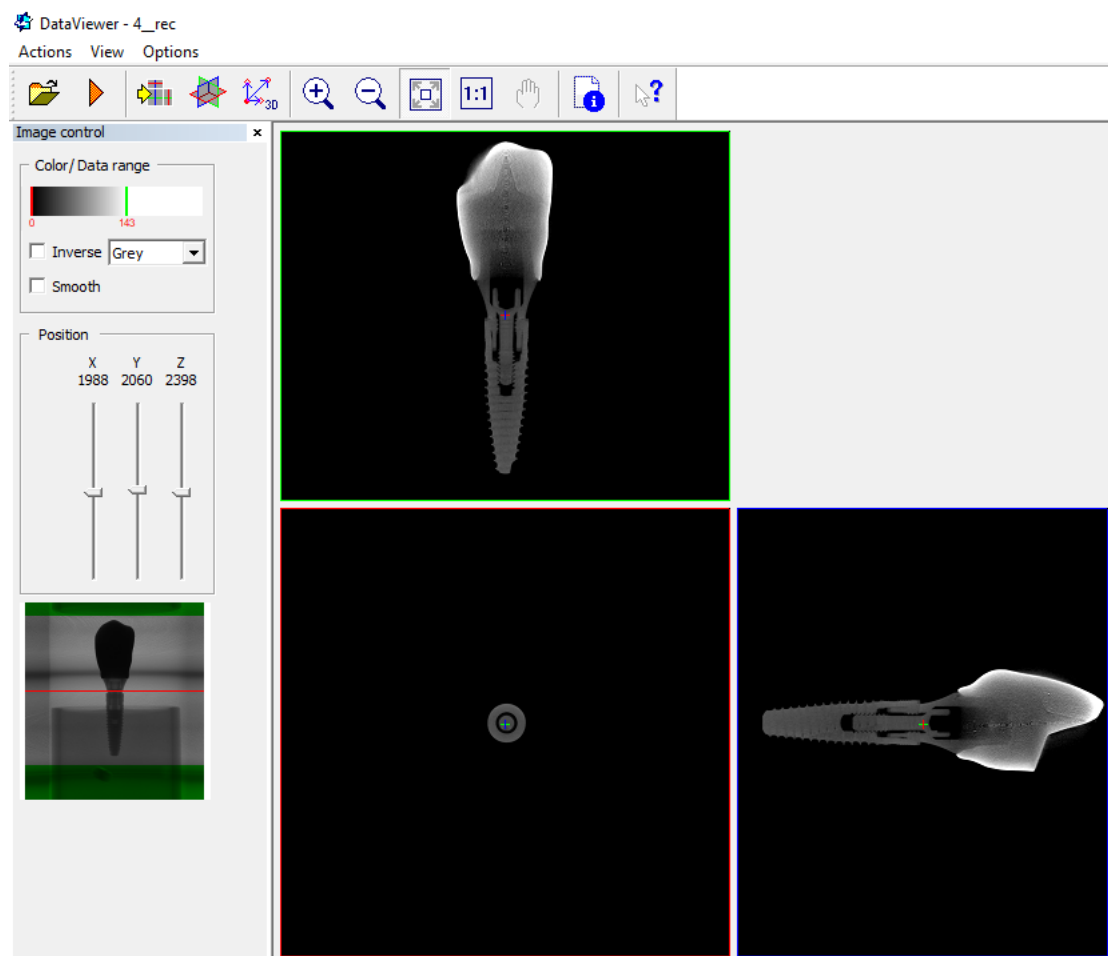 DataViewer - 4__rec
Actions View Options
3D 1:1 i ?
Image control x
Color/ Data range
0 143
Inverse Grey
Smooth
Position
X Y Z
1988 2060 2398